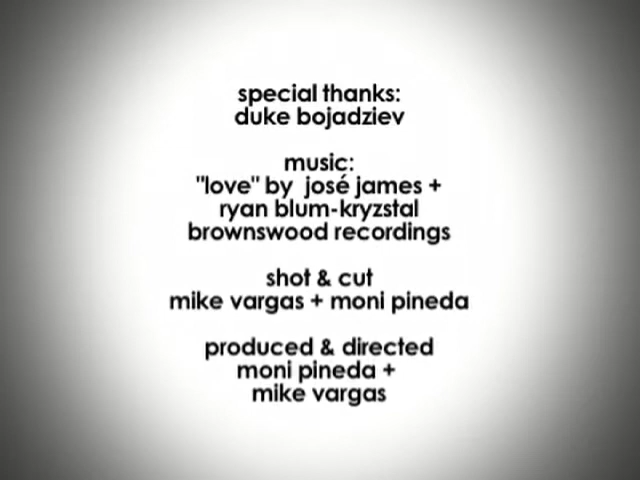 special thanks:
duke bojadziev
music:
"love" by josé james +
ryan blum-kryzstal
brownswood recordings
shot & cut
mike vargas + moni pineda
produced & directed
moni pineda +
mike vargas